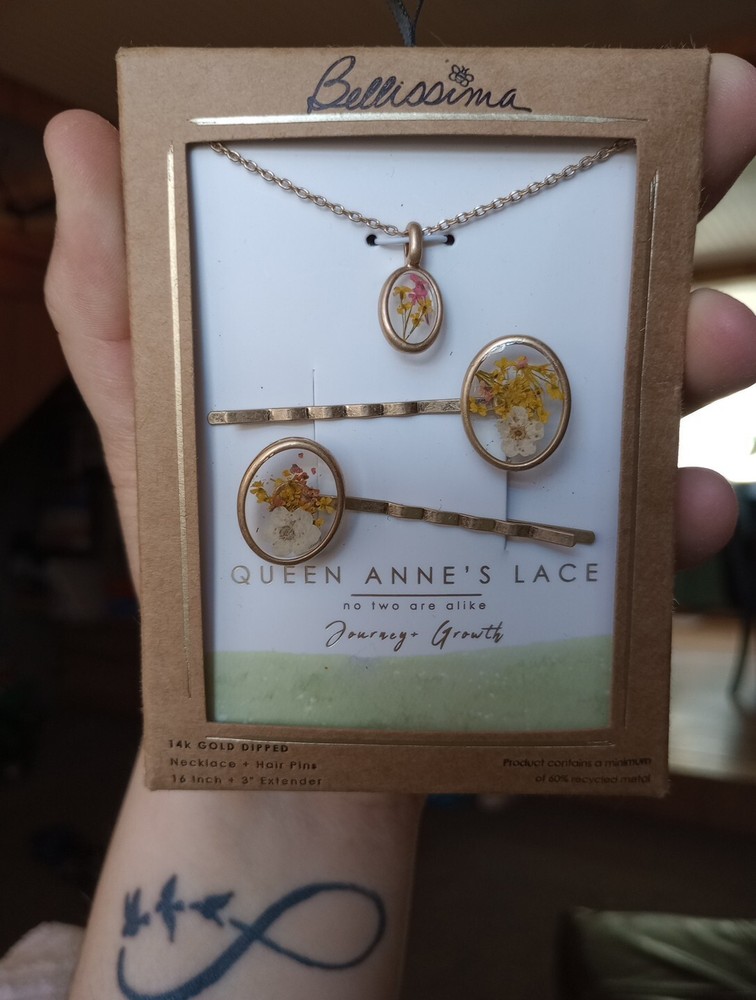 Bellissima
QUEEN ANNE'S LACE
no two are alike
Journey + Growth
14k GOLD DIPPED
Necklace + Hair Pins
16 Inch + 3" Extender
Product contains a minimum
of 60% recycled metal